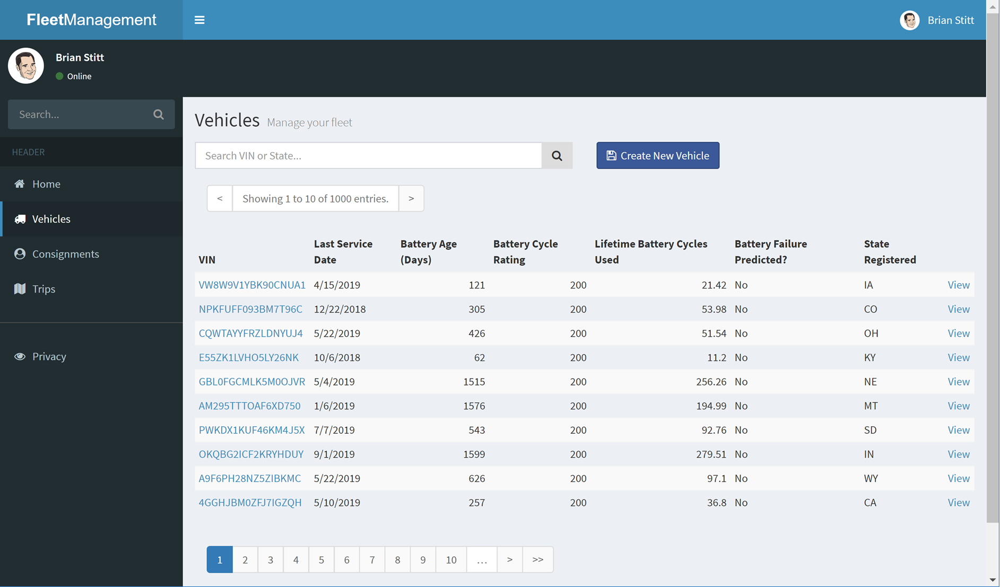 FleetManagement
Brian Stitt
Brian Stitt
Online
Search...
HEADER
Home
Vehicles
Consignments
Trips
Privacy
Vehicles Manage your fleet
Search VIN or State...
Create New Vehicle
< Showing 1 to 10 of 1000 entries. >
VIN Last Service Date Battery Age (Days) Battery Cycle Rating Lifetime Battery Cycles Used Battery Failure Predicted? State Registered
VW8W9V1YBK90CNUA1 4/15/2019 121 200 21.42 No IA View
NPKFUFF093BM7T96C 12/22/2018 305 200 53.98 No CO View
CQWTAYYFRZLDNYUJ4 5/22/2019 426 200 51.54 No OH View
E55ZK1LVHO5LY26NK 10/6/2018 62 200 11.2 No KY View
GBL0FGCMLK5M0OJVR 5/4/2019 1515 200 256.26 No NE View
AM295TTTOAF6XD750 1/6/2019 1576 200 194.99 No MT View
PWKDX1KUF46KM4J5X 7/7/2019 543 200 92.76 No SD View
OKQBG2ICF2KRYHDUY 9/1/2019 1599 200 279.51 No IN View
A9F6PH28NZ5ZIBKMC 5/22/2019 626 200 97.1 No WY View
4GGHJBM0ZFJ7IGZQH 5/10/2019 257 200 36.8 No CA View
1 2 3 4 5 6 7 8 9 10 ... > >>